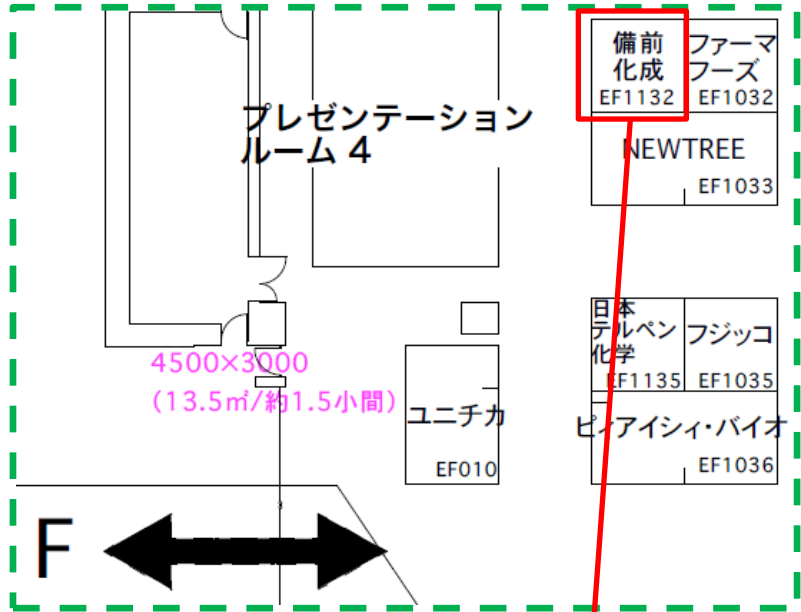 備前
化成
EF1132
ファーマ
フーズ
EF1032
プレゼンテーション
ルーム 4
NEWTREE
EF1033
日本
テルペン
化学
EF1135
フジッコ
EF1035
4500×3000
(13.5㎡/約1.5小間)
ユニチカ
EF010
ピィアイシィ・バイオ
EF1036
F